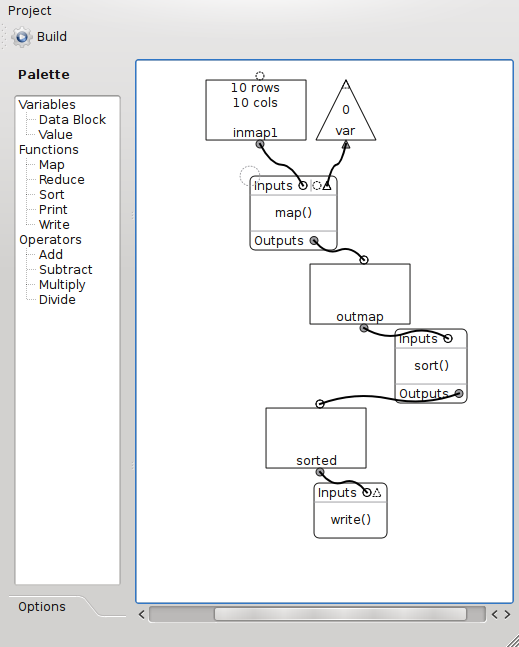 Project
Build
Palette
Variables
Data Block
Value
Functions
Map
Reduce
Sort
Print
Write
Operators
Add
Subtract
Multiply
Divide
Options
10 rows
10 cols
inmap1
0
var
Inputs
map()
Outputs
outmap
Inputs
sort()
Outputs
sorted
Inputs
write()